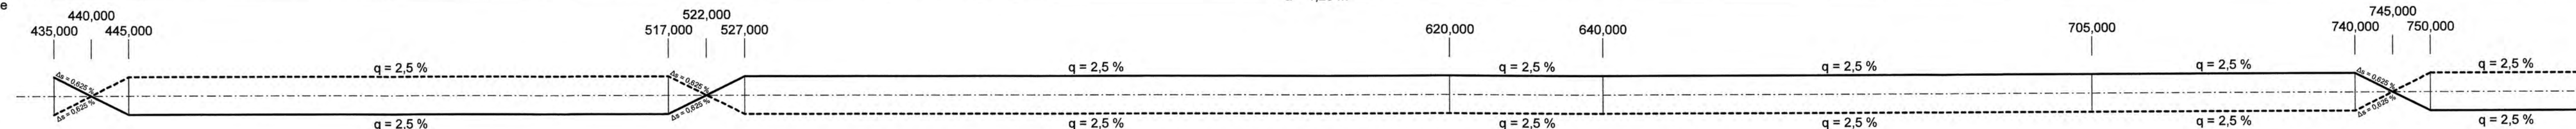 e
440,000
522,000
745,000
435,000 445,000 517,000 527,000 620,000 640,000 705,000 740,000 750,000
q = 2,5 % q = 2,5 % q = 2,5 % q = 2,5 % q = 2,5 % q = 2,5 %
Δs = 0,625 % Δs = 0,625 % Δs = 0,625 %
Δs = 0,625 % Δs = 0,625 % Δs = 0,625 %
q = 2,5 % q = 2,5 % q = 2,5 % q = 2,5 % q = 2,5 % q = 2,5 %